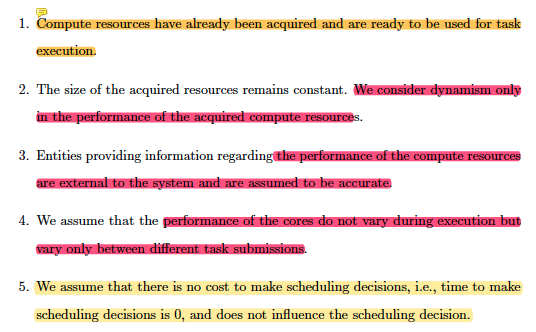 1. Compute resources have already been acquired and are ready to be used for task
execution.
2. The size of the acquired resources remains constant. We consider dynamism only
in the performance of the acquired compute resources.
3. Entities providing information regarding the performance of the compute resources
are external to the system and are assumed to be accurate.
4. We assume that the performance of the cores do not vary during execution but
vary only between different task submissions.
5. We assume that there is no cost to make scheduling decisions, i.e., time to make
scheduling decisions is 0, and does not influence the scheduling decision.